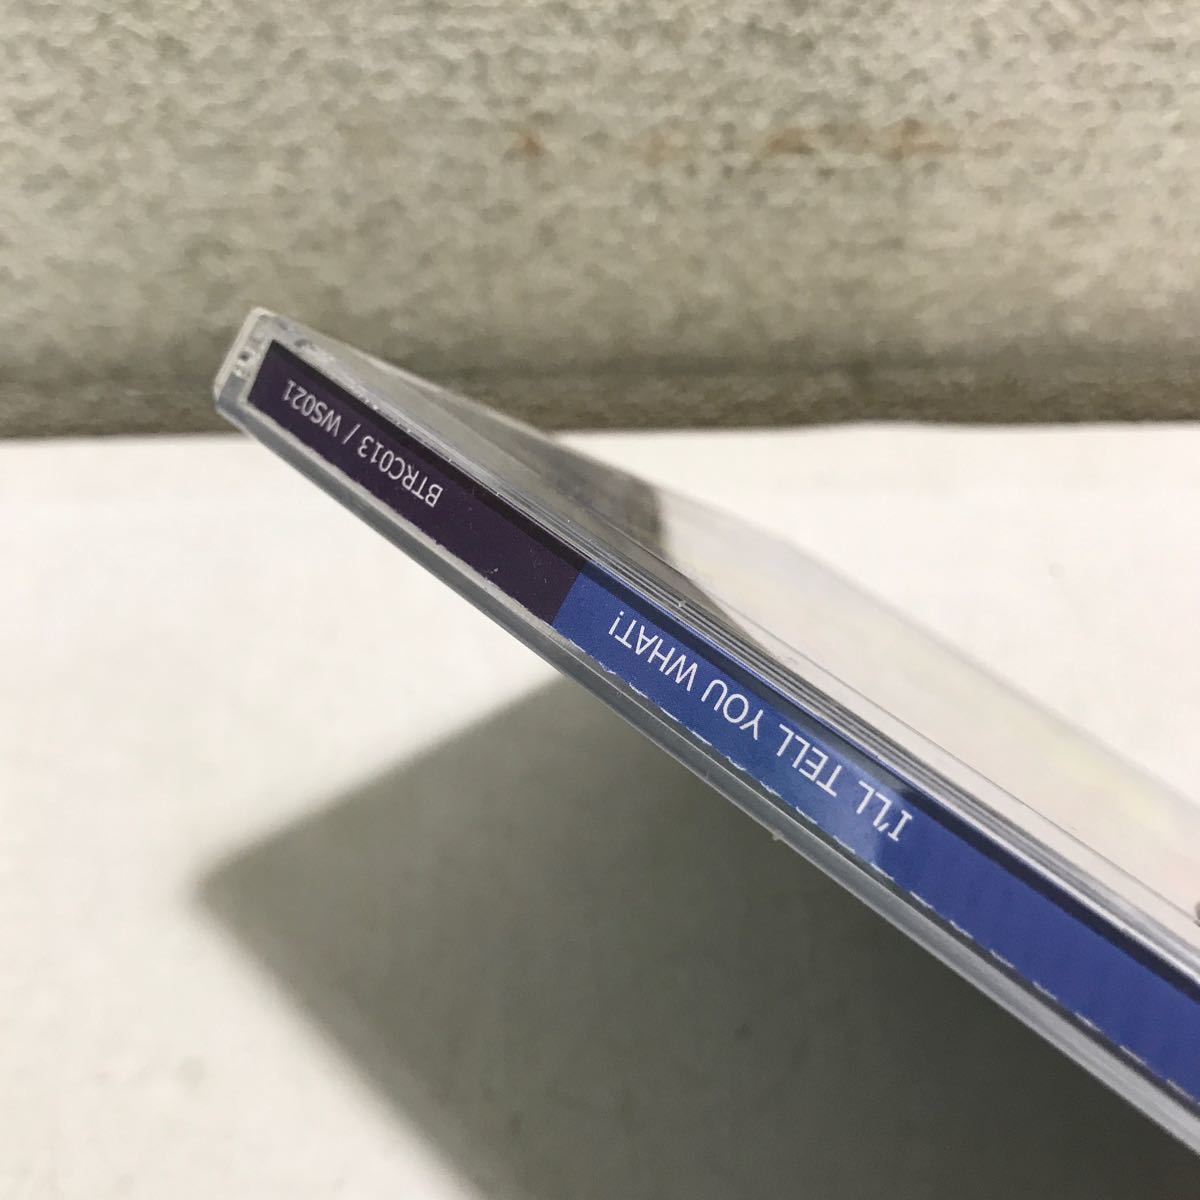 I'LL TELL YOU WHAT!
BTRC013 / WS021